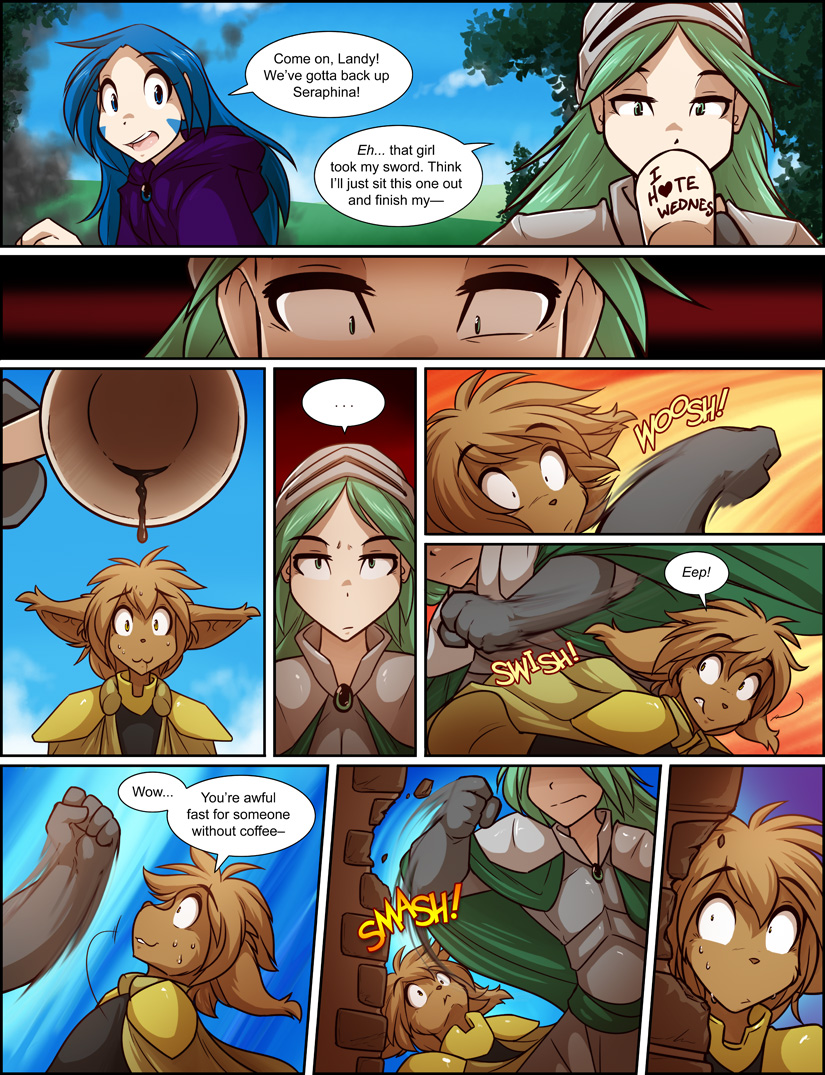 Come on, Landy!
We've gotta back up
Seraphina!
Eh... that girl
took my sword. Think
I'll just sit this one out
and finish my—
I
H♥TE
WEDNES
. . .
WOOSH!
Eep!
SWISH!
Wow...
You're awful
fast for someone
without coffee–
SMASH!